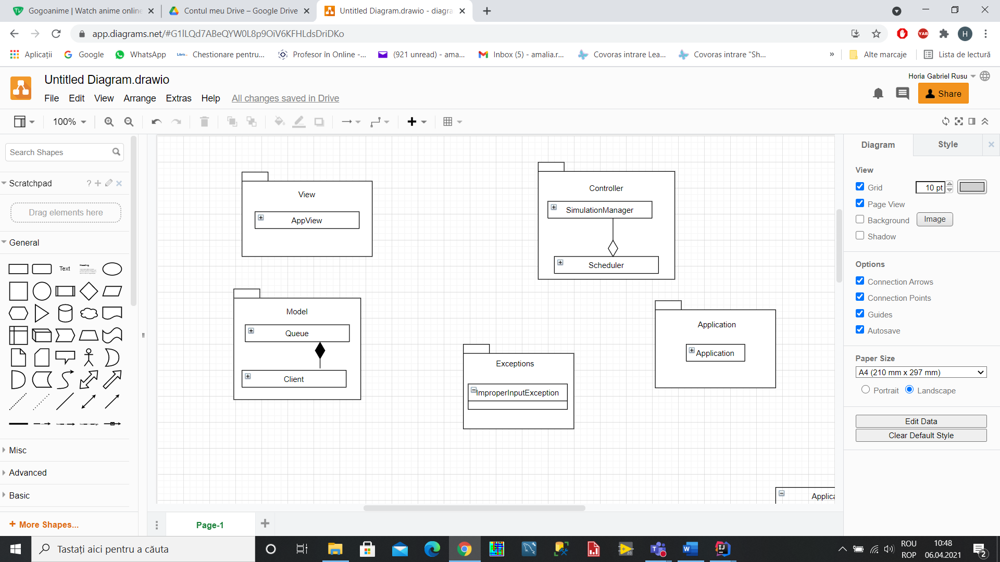 Gogoanime | Watch anime online
Contul meu Drive – Google Drive
Untitled Diagram.drawio - diagra
app.diagrams.net/#G1lLQd7ABeQYW0L8p9OiV6KFHLdsDriDKo
YAB
H
Aplicații
Google
WhatsApp
Libris
Chestionare pentru...
Profesor în Online -...
(921 unread) - ama...
Inbox (5) - amalia.r...
Covoras intrare Lea...
Covoras intrare "Sh...
»
Alte marcaje
Lista de lectură
Untitled Diagram.drawio
Horia Gabriel Rusu
File Edit View Arrange Extras Help All changes saved in Drive
Share
100%
Search Shapes
Scratchpad
?
Drag elements here
General
Text
Heading
Misc
Advanced
Basic
+ More Shapes...
View
AppView
Controller
SimulationManager
Scheduler
Model
Queue
Client
Exceptions
ImproperInputException
Application
Application
Applica
Page-1
Diagram
Style
View
Grid
10 pt
Page View
Background
Image
Shadow
Options
Connection Arrows
Connection Points
Guides
Autosave
Paper Size
A4 (210 mm x 297 mm)
Portrait
Landscape
Edit Data
Clear Default Style
Tastați aici pentru a căuta
ROU
ROP
10:48
06.04.2021
2